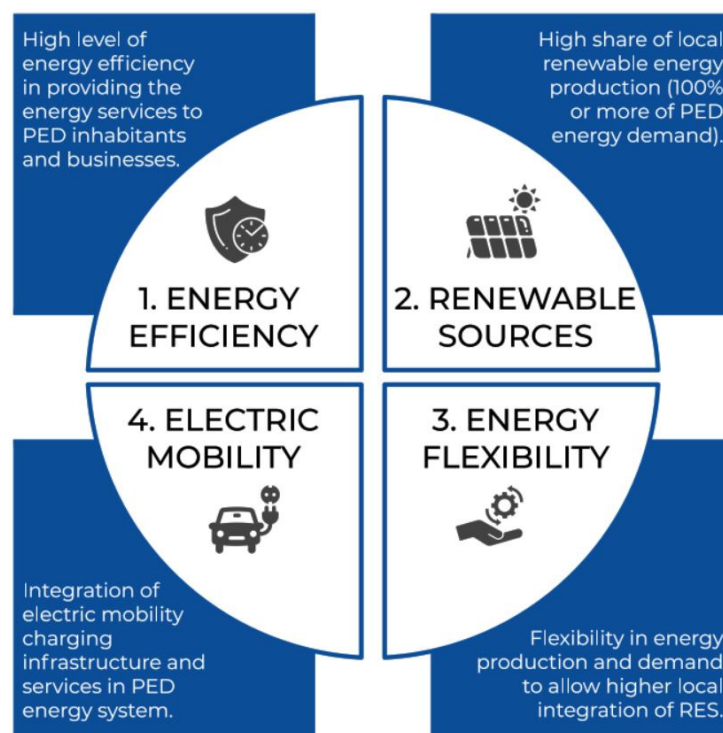 High level of
energy efficiency
in providing the
energy services to
PED inhabitants
and businesses.
1. ENERGY
EFFICIENCY
High share of local
renewable energy
production (100%
or more of PED
energy demand).
2. RENEWABLE
SOURCES
4. ELECTRIC
MOBILITY
Integration of
electric mobility
charging
infrastructure and
services in PED
energy system.
3. ENERGY
FLEXIBILITY
Flexibility in energy
production and demand
to allow higher local
integration of RES.